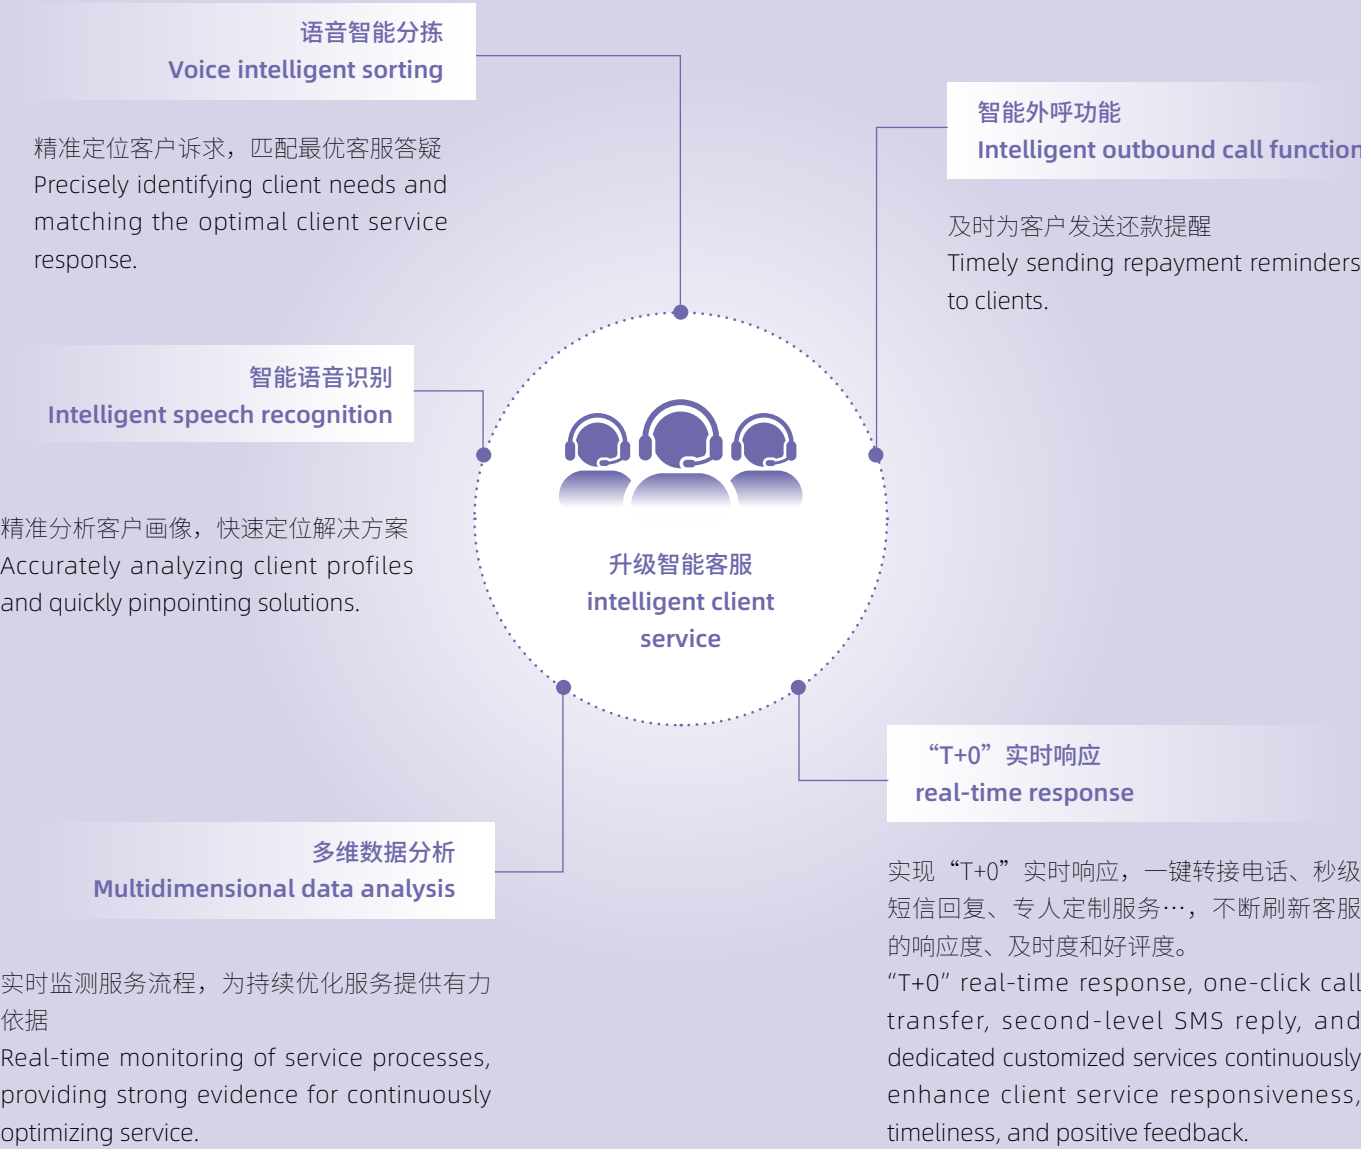 语音智能分拣
Voice intelligent sorting
精准定位客户诉求，匹配最优客服答疑
Precisely identifying client needs and
matching the optimal client service
response.
智能外呼功能
Intelligent outbound call function
及时为客户发送还款提醒
Timely sending repayment reminders
to clients.
智能语音识别
Intelligent speech recognition
精准分析客户画像，快速定位解决方案
Accurately analyzing client profiles
and quickly pinpointing solutions.
升级智能客服
intelligent client
service
多维数据分析
Multidimensional data analysis
实时监测服务流程，为持续优化服务提供有力
依据
Real-time monitoring of service processes,
providing strong evidence for continuously
optimizing service.
“T+0”实时响应
real-time response
实现“T+0”实时响应，一键转接电话、秒级
短信回复、专人定制服务…，不断刷新客服
的响应度、及时度和好评度。
“T+0” real-time response, one-click call
transfer, second-level SMS reply, and
dedicated customized services continuously
enhance client service responsiveness,
timeliness, and positive feedback.